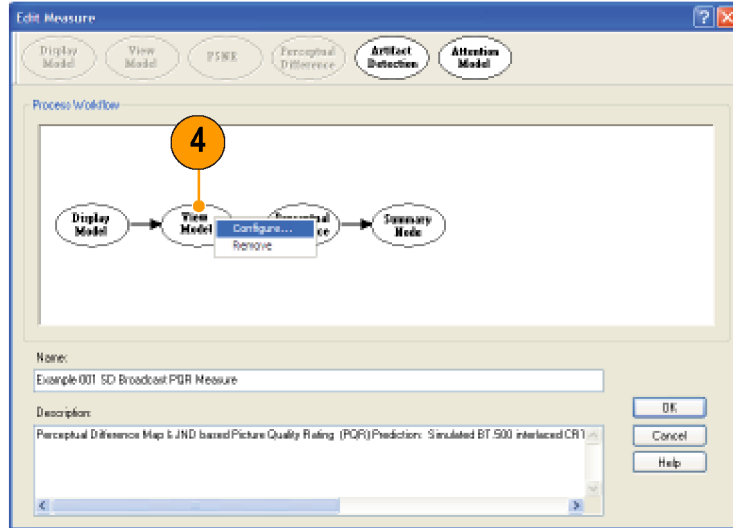 Edit Measure
Display Model
View Model
PSNR
Perceptual Difference
Artifact Detection
Attention Model
Process Workflow
4
Display Model
View Model
Configure...
Remove
Summary Node
Name:
Example 001 SD Broadcast PQR Measure
Description:
Perceptual Difference Map & JND based Picture Quality Rating (PQR) Prediction: Simulated BT.500 interlaced CRT
OK
Cancel
Help